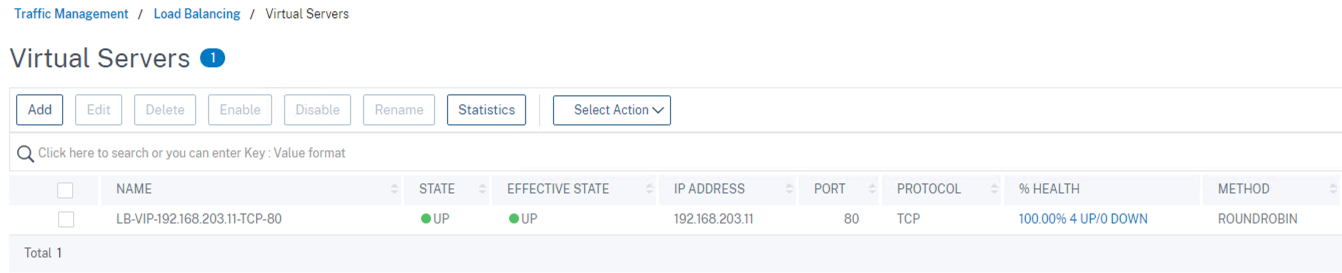 Traffic Management / Load Balancing / Virtual Servers
Virtual Servers 1
Add Edit Delete Enable Disable Rename Statistics Select Action
Click here to search or you can enter Key : Value format
NAME STATE EFFECTIVE STATE IP ADDRESS PORT PROTOCOL % HEALTH METHOD
LB-VIP-192.168.203.11-TCP-80 UP UP 192.168.203.11 80 TCP 100.00% 4 UP/0 DOWN ROUNDROBIN
Total 1